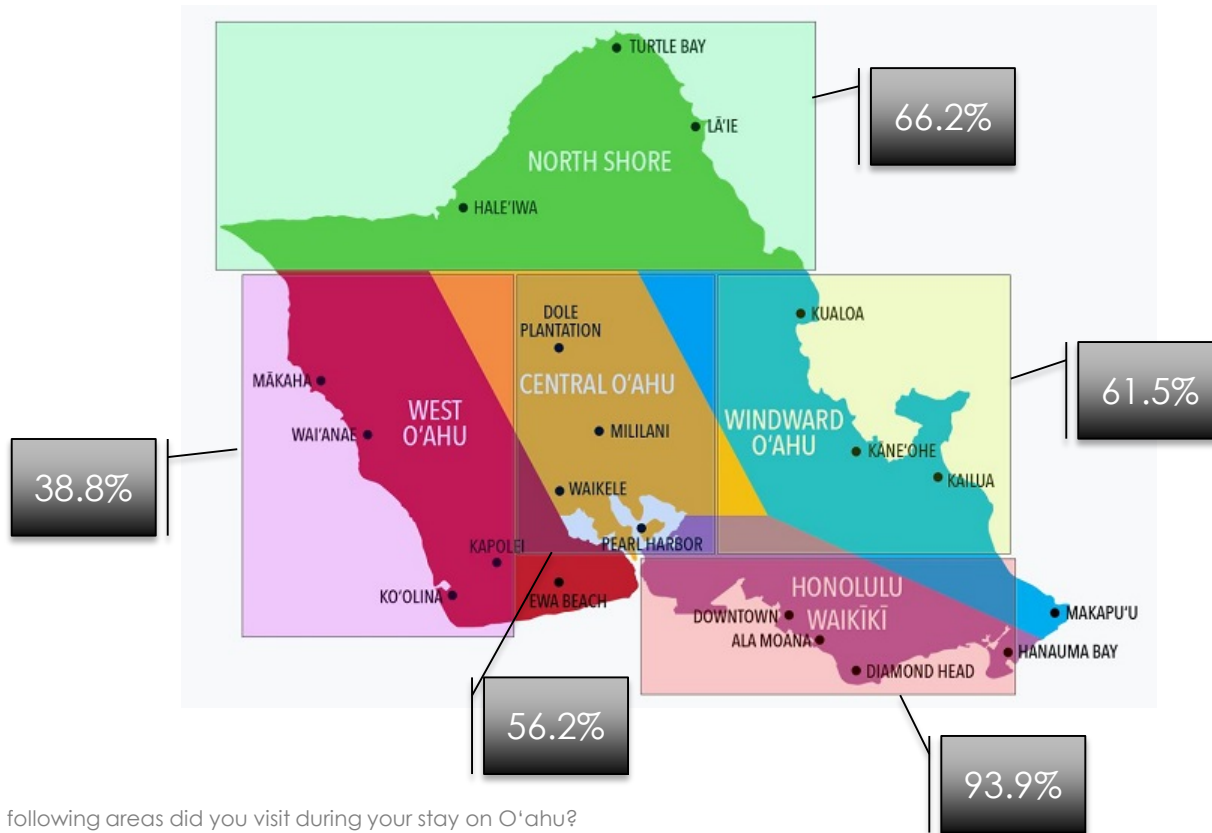 TURTLE BAY
66.2%
LĀ'IE
NORTH SHORE
HALE'IWA
KUALOA
DOLE
PLANTATION
MĀKAHA
CENTRAL O'AHU
61.5%
WEST
O'AHU
WINDWARD
O'AHU
WAI'ANAE
MILILANI
KĀNE'OHE
KAILUA
38.8%
WAIKELE
PEARL HARBOR
KAPOLEI
KO'OLINA
EWA BEACH
HONOLULU
WAIKĪKĪ
DOWNTOWN
MAKAPU'U
ALA MOANA
HANAUMA BAY
DIAMOND HEAD
56.2%
93.9%
following areas did you visit during your stay on O'ahu?